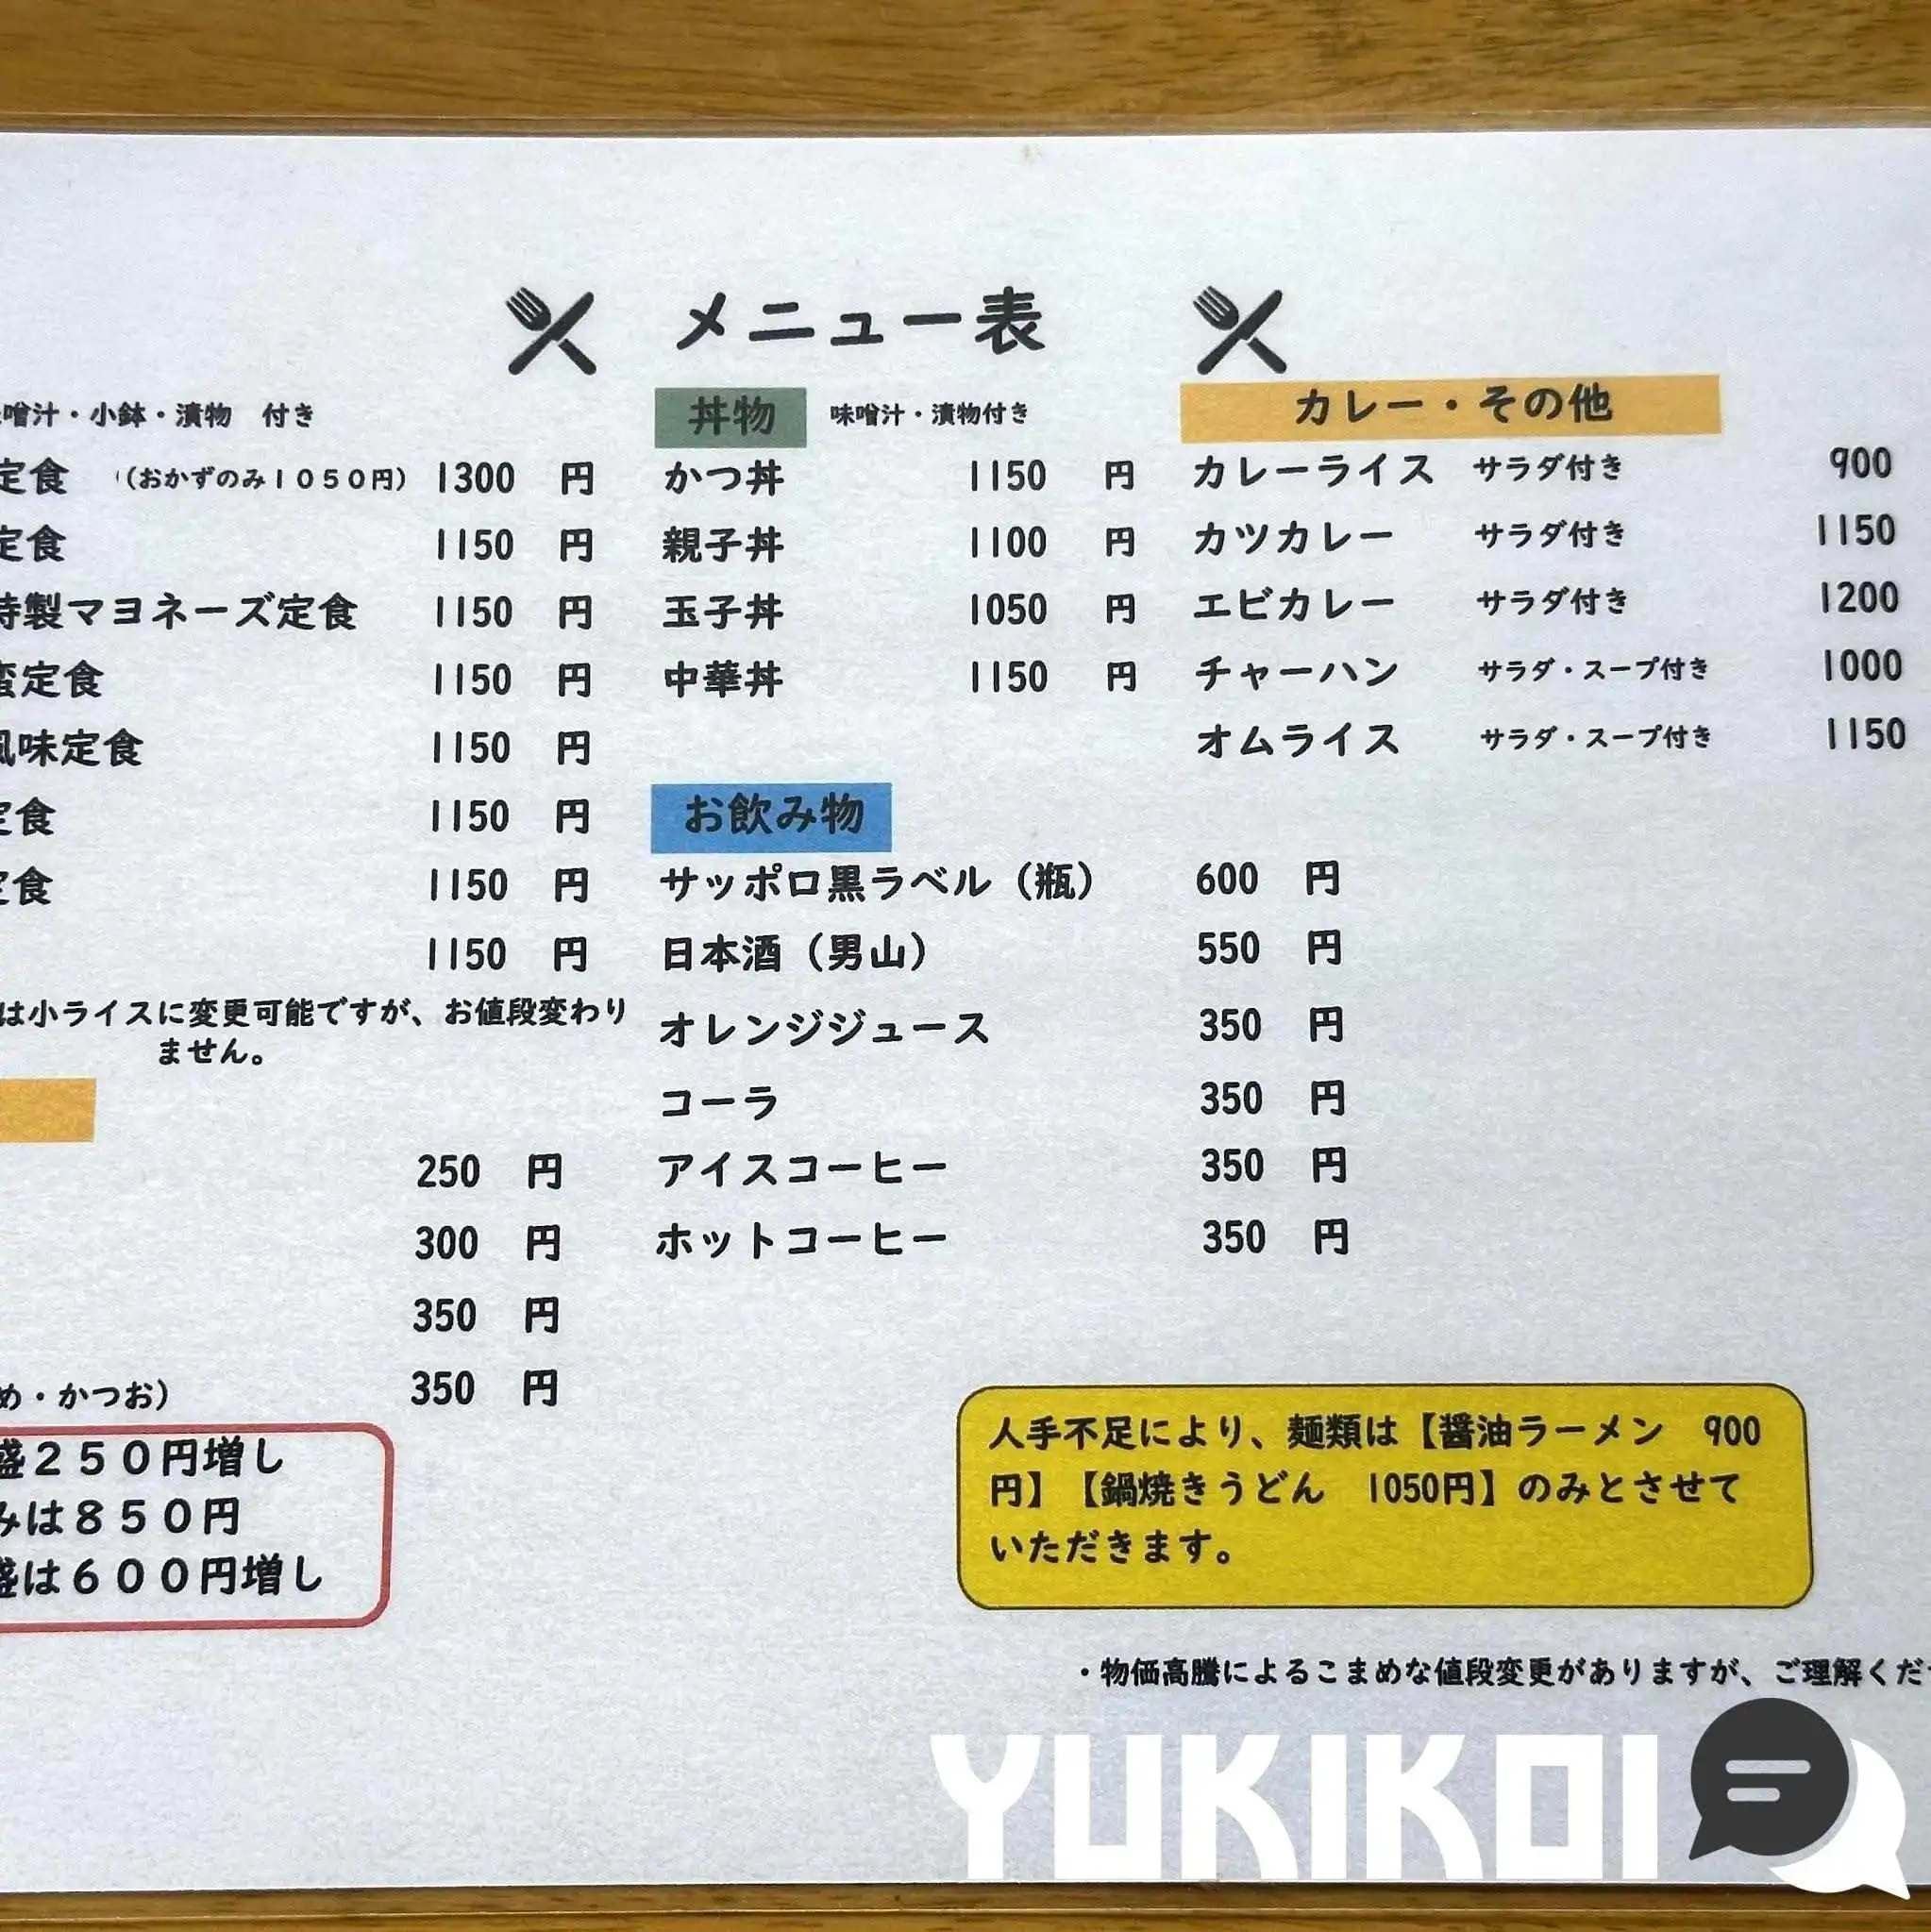 メニュー表
噌汁・小鉢・漬物 付き
定食 (おかずのみ1050円) 1300 円
定食 1150 円
特製マヨネーズ定食 1150 円
蛮定食 1150 円
風味定食 1150 円
定食 1150 円
定食 1150 円
1150 円
は小ライスに変更可能ですが、お値段変わり
ません。
250 円
300 円
350 円
め・かつお） 350 円
盛250円増し
みは850円
盛は600円増し
丼物 味噌汁・漬物付き
かつ丼 1150 円
親子丼 1100 円
玉子丼 1050 円
中華丼 1150 円
お飲み物
サッポロ黒ラベル（瓶） 600 円
日本酒（男山） 550 円
オレンジジュース 350 円
コーラ 350 円
アイスコーヒー 350 円
ホットコーヒー 350 円
カレー・その他
カレーライス サラダ付き 900
カツカレー サラダ付き 1150
エビカレー サラダ付き 1200
チャーハン サラダ・スープ付き 1000
オムライス サラダ・スープ付き 1150
人手不足により、麺類は【醤油ラーメン 900
円】【鍋焼きうどん 1050円】のみとさせて
いただきます。
・物価高騰によるこまめな値段変更がありますが、ご理解くだ
YUKIKOI